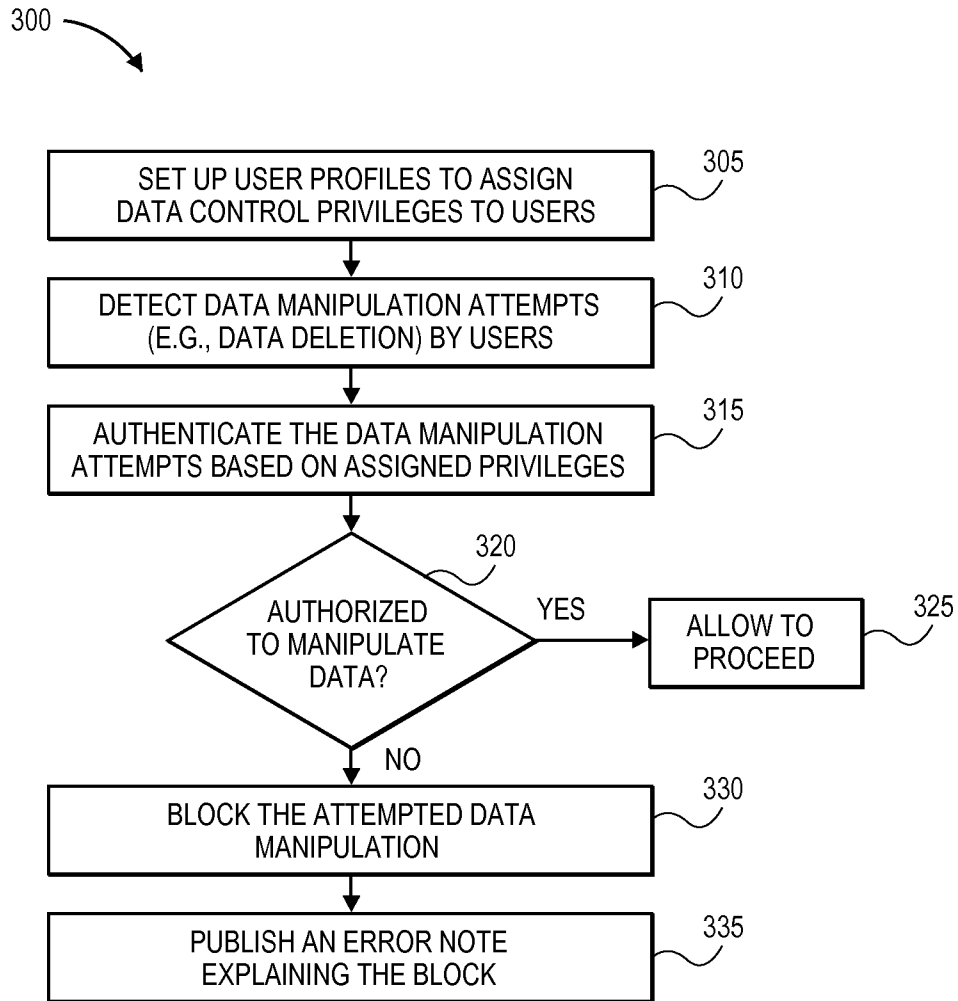 300
SET UP USER PROFILES TO ASSIGN
DATA CONTROL PRIVILEGES TO USERS
305
DETECT DATA MANIPULATION ATTEMPTS
(E.G., DATA DELETION) BY USERS
310
AUTHENTICATE THE DATA MANIPULATION
ATTEMPTS BASED ON ASSIGNED PRIVILEGES
315
AUTHORIZED
TO MANIPULATE
DATA?
320
YES
ALLOW TO
PROCEED
325
NO
BLOCK THE ATTEMPTED DATA
MANIPULATION
330
PUBLISH AN ERROR NOTE
EXPLAINING THE BLOCK
335